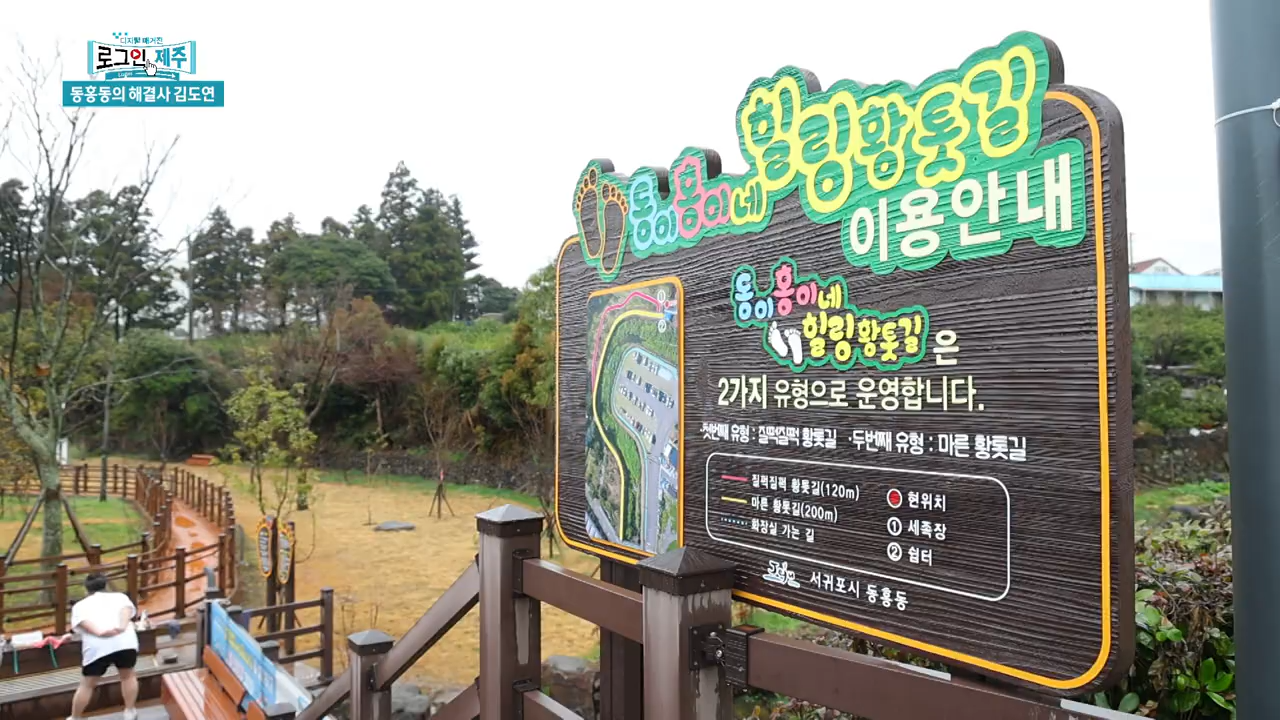 디지털 매거진
로그인 제주
Login
동홍동의 해결사 김도연
동이홍이네 힐링황톳길
이용안내
동이홍이네
힐링황톳길은
2가지 유형으로 운영합니다.
·첫번째 유형 : 질퍽질퍽 황톳길 ·두번째 유형 : 마른 황톳길
질퍽질퍽 황톳길(120m)
마른 황톳길(200m)
화장실 가는 길
현위치
① 세족장
② 쉼터
Jeju 서귀포시 동홍동